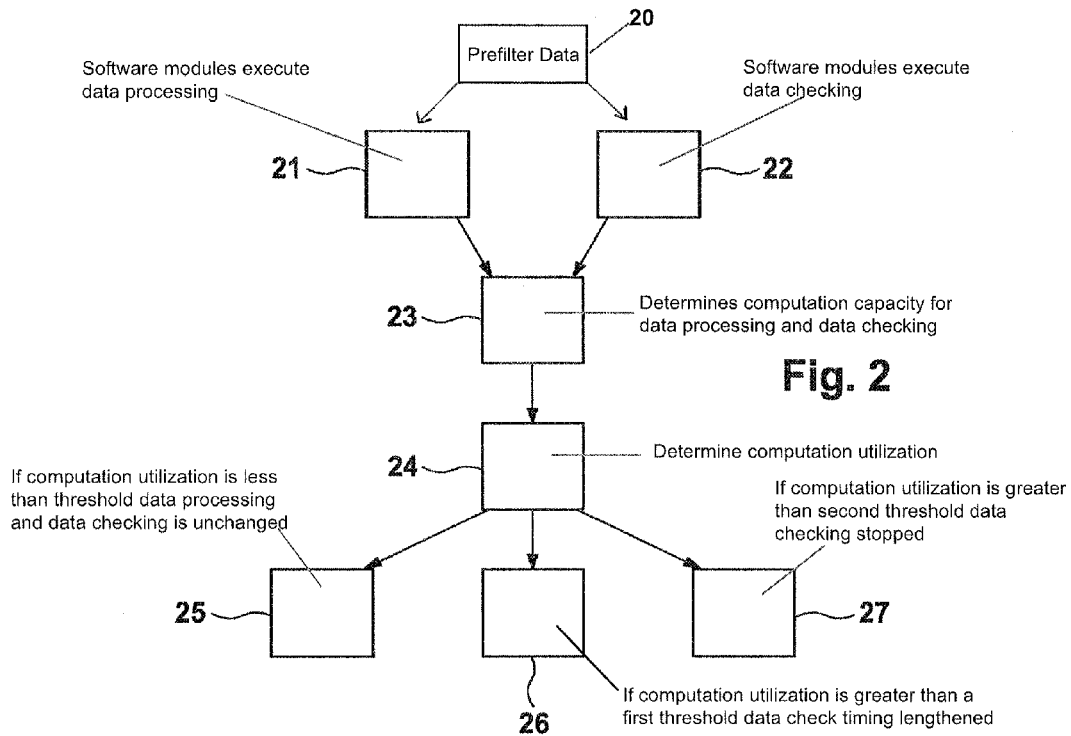 20
Prefilter Data
Software modules execute
data processing
Software modules execute
data checking
21
22
23
Determines computation capacity for
data processing and data checking
Fig. 2
24
Determine computation utilization
If computation utilization is less
than threshold data processing
and data checking is unchanged
If computation utilization is greater
than second threshold data
checking stopped
25
26
27
If computation utilization is greater than a
first threshold data check timing lengthened